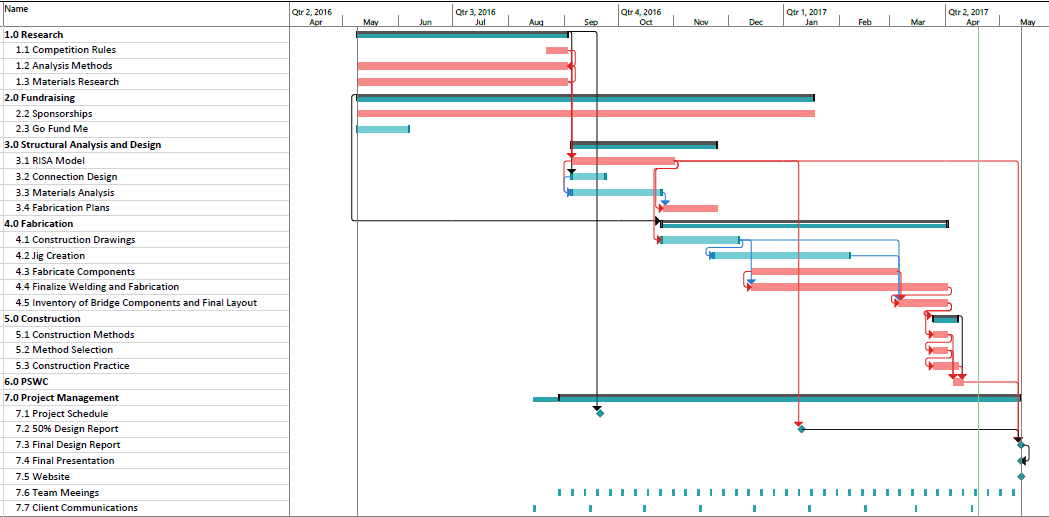 Name
Qtr 2, 2016 Qtr 3, 2016 Qtr 4, 2016 Qtr 1, 2017 Qtr 2, 2017
Apr May Jun Jul Aug Sep Oct Nov Dec Jan Feb Mar Apr May
1.0 Research
1.1 Competition Rules
1.2 Analysis Methods
1.3 Materials Research
2.0 Fundraising
2.2 Sponsorships
2.3 Go Fund Me
3.0 Structural Analysis and Design
3.1 RISA Model
3.2 Connection Design
3.3 Materials Analysis
3.4 Fabrication Plans
4.0 Fabrication
4.1 Construction Drawings
4.2 Jig Creation
4.3 Fabricate Components
4.4 Finalize Welding and Fabrication
4.5 Inventory of Bridge Components and Final Layout
5.0 Construction
5.1 Construction Methods
5.2 Method Selection
5.3 Construction Practice
6.0 PSWC
7.0 Project Management
7.1 Project Schedule
7.2 50% Design Report
7.3 Final Design Report
7.4 Final Presentation
7.5 Website
7.6 Team Meeings
7.7 Client Communications